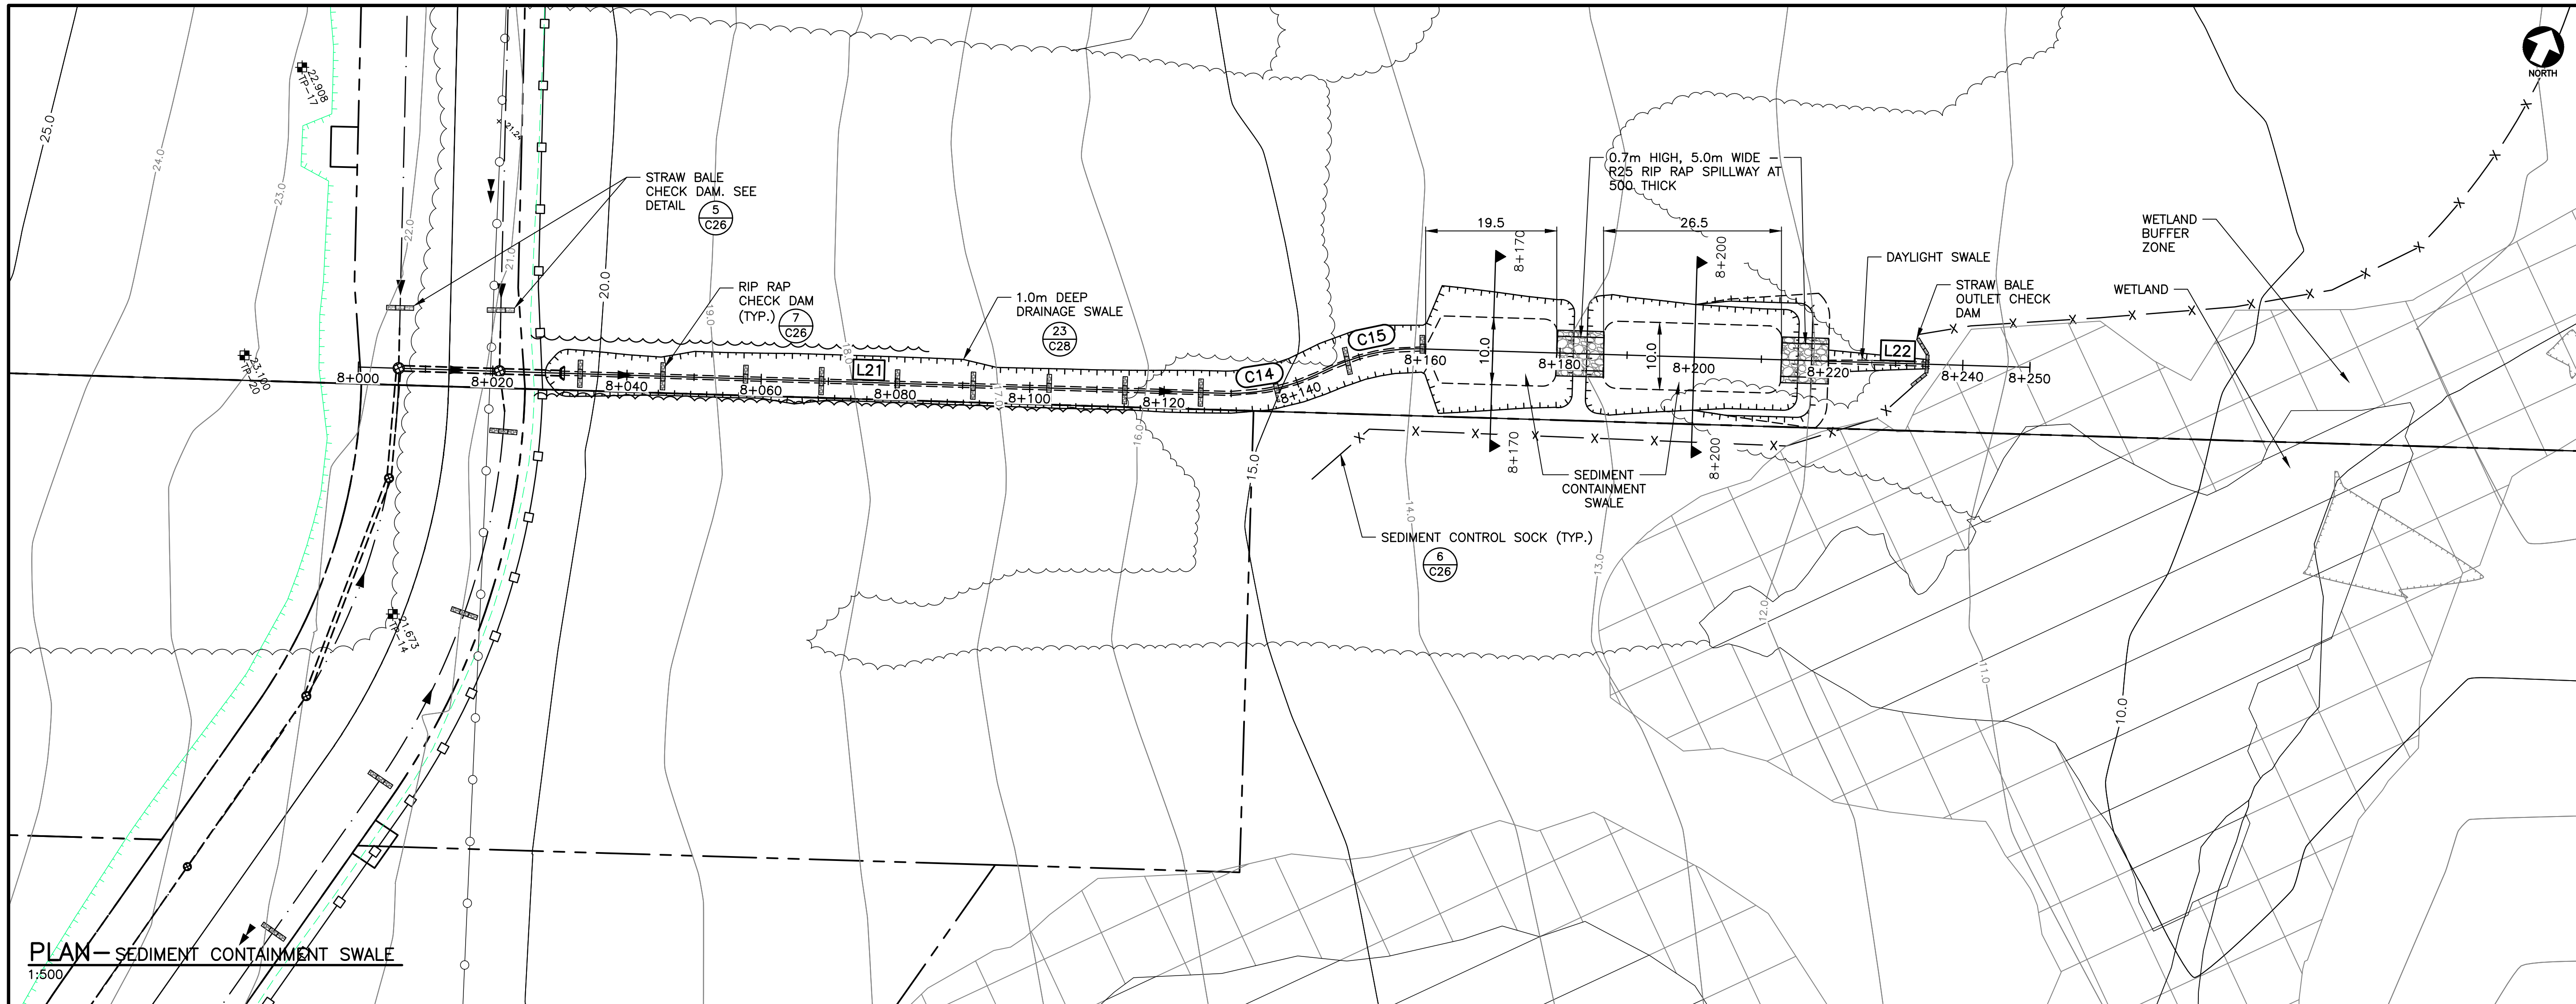 NORTH
25.0
24.0
23.0
22.0
21.0
20.0
19.0
18.0
17.0
16.0
15.0
14.0
13.0
12.0
11.0
10.0
22.908
TP-17
21.24
23.100
TP-20
21.673
TP-14
STRAW BALE
CHECK DAM. SEE
DETAIL
5
C26
RIP RAP
CHECK DAM
(TYP.)
7
C26
1.0m DEEP
DRAINAGE SWALE
23
C28
0.7m HIGH, 5.0m WIDE
R25 RIP RAP SPILLWAY AT
500 THICK
19.5
26.5
8+170
8+200
10.0
10.0
DAYLIGHT SWALE
STRAW BALE
OUTLET CHECK
DAM
WETLAND
BUFFER
ZONE
WETLAND
L21
C14
C15
L22
8+000
8+020
8+040
8+060
8+080
8+100
8+120
8+140
8+160
8+180
8+200
8+220
8+240
8+250
8+170
8+200
SEDIMENT
CONTAINMENT
SWALE
SEDIMENT CONTROL SOCK (TYP.)
6
C26
PLAN- SEDIMENT CONTAINMENT SWALE
1:500